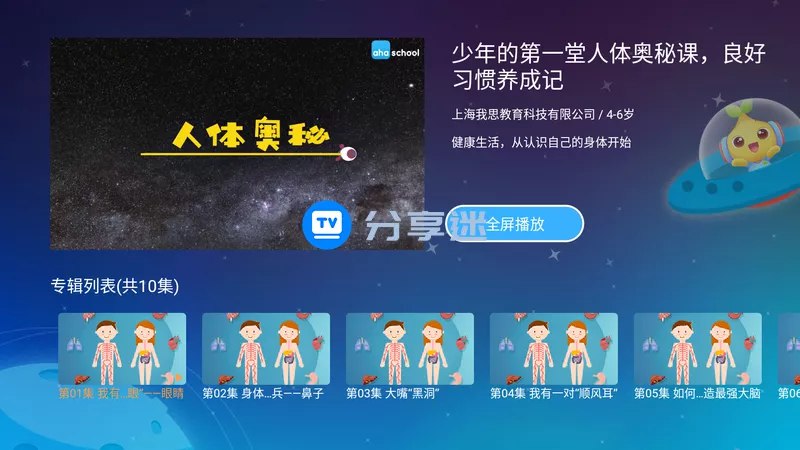 aha school
少年的第一堂人体奥秘课，良好
习惯养成记
上海我思教育科技有限公司 / 4-6岁
健康生活，从认识自己的身体开始
人体奥秘
TV 分享迷
全屏播放
专辑列表(共10集)
第01集 我有...眼“——眼睛
第02集 身体...兵——鼻子
第03集 大嘴“黑洞”
第04集 我有一对“顺风耳”
第05集 如何...造最强大脑
第06